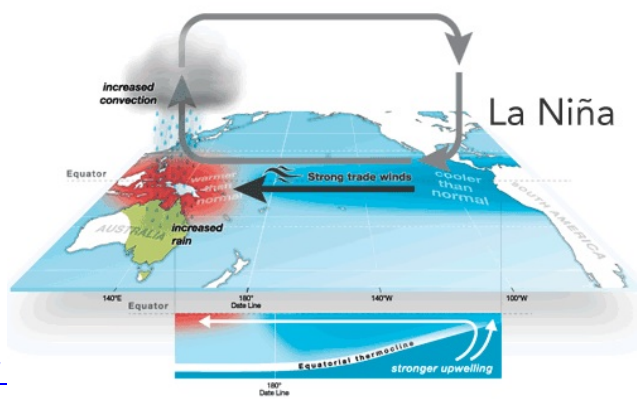 increased
convection
La Niña
Equator
warmer
than
normal
Strong trade winds
cooler
than
normal
SOUTH AMERICA
AUSTRALIA
increased
rain
140°E
180°
Date Line
140°W
100°W
Equator
Equatorial thermocline
stronger upwelling
180°
Date Line